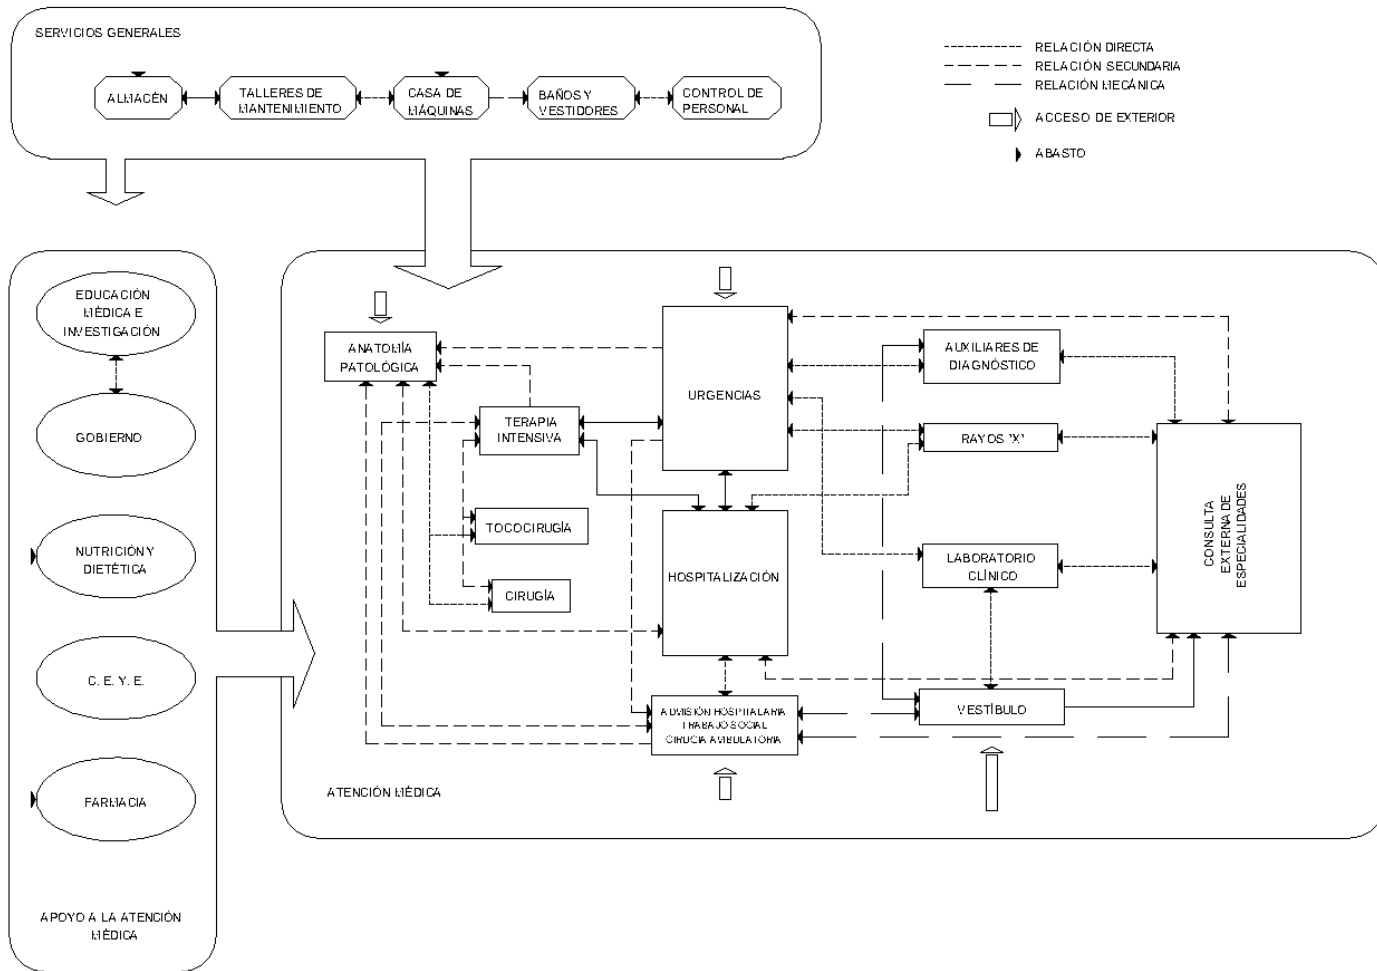 SERVICIOS GENERALES
ALMACÉN
TALLERES DE
MANTENIMIENTO
CASA DE
MÁQUINAS
BAÑOS Y
VESTIDORES
CONTROL DE
PERSONAL
RELACIÓN DIRECTA
RELACIÓN SECUNDARIA
RELACIÓN MECÁNICA
ACCESO DE EXTERIOR
ABASTO
EDUCACIÓN
MÉDICA E
INVESTIGACIÓN
GOBIERNO
NUTRICIÓN Y
DIETÉTICA
C. E. Y. E.
FARMACIA
APOYO A LA ATENCIÓN
MÉDICA
ANATOMÍA
PATOLÓGICA
TERAPIA
INTENSIVA
TOCOCIRUGÍA
CIRUGÍA
URGENCIAS
HOSPITALIZACIÓN
ADMISIÓN HOSPITALARIA
TRABAJO SOCIAL
CIRUGÍA AMBULATORIA
AUXILIARES DE
DIAGNÓSTICO
RAYOS "X"
LABORATORIO
CLÍNICO
VESTÍBULO
CONSULTA
EXTERNA DE
ESPECIALIDADES
ATENCIÓN MÉDICA